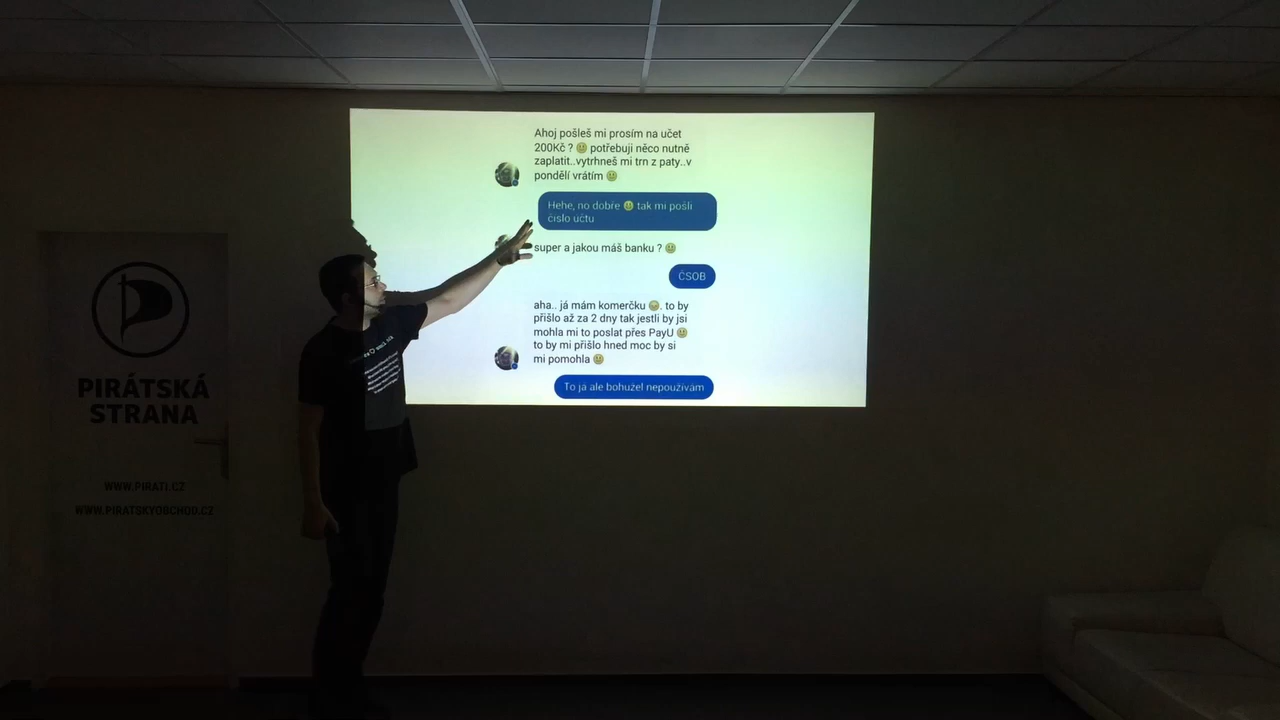 Ahoj pošleš mi prosím na učet
200Kč ? 🙂 potřebuji něco nutně
zaplatit..vytrhneš mi trn z paty..v
pondělí vrátím 🙂
Hehe, no dobře 🙂 tak mi pošli
číslo účtu
super a jakou máš banku ? 🙂
ČSOB
aha.. já mám komerčku 😕. to by
přišlo až za 2 dny tak jestli by jsi
mohla mi to poslat přes PayU 🙂
to by mi přišlo hned moc by si
mi pomohla 🙂
To já ale bohužel nepoužívám
PIRÁTSKÁ
STRANA
WWW.PIRATI.CZ
WWW.PIRATSKYOBCHOD.CZ